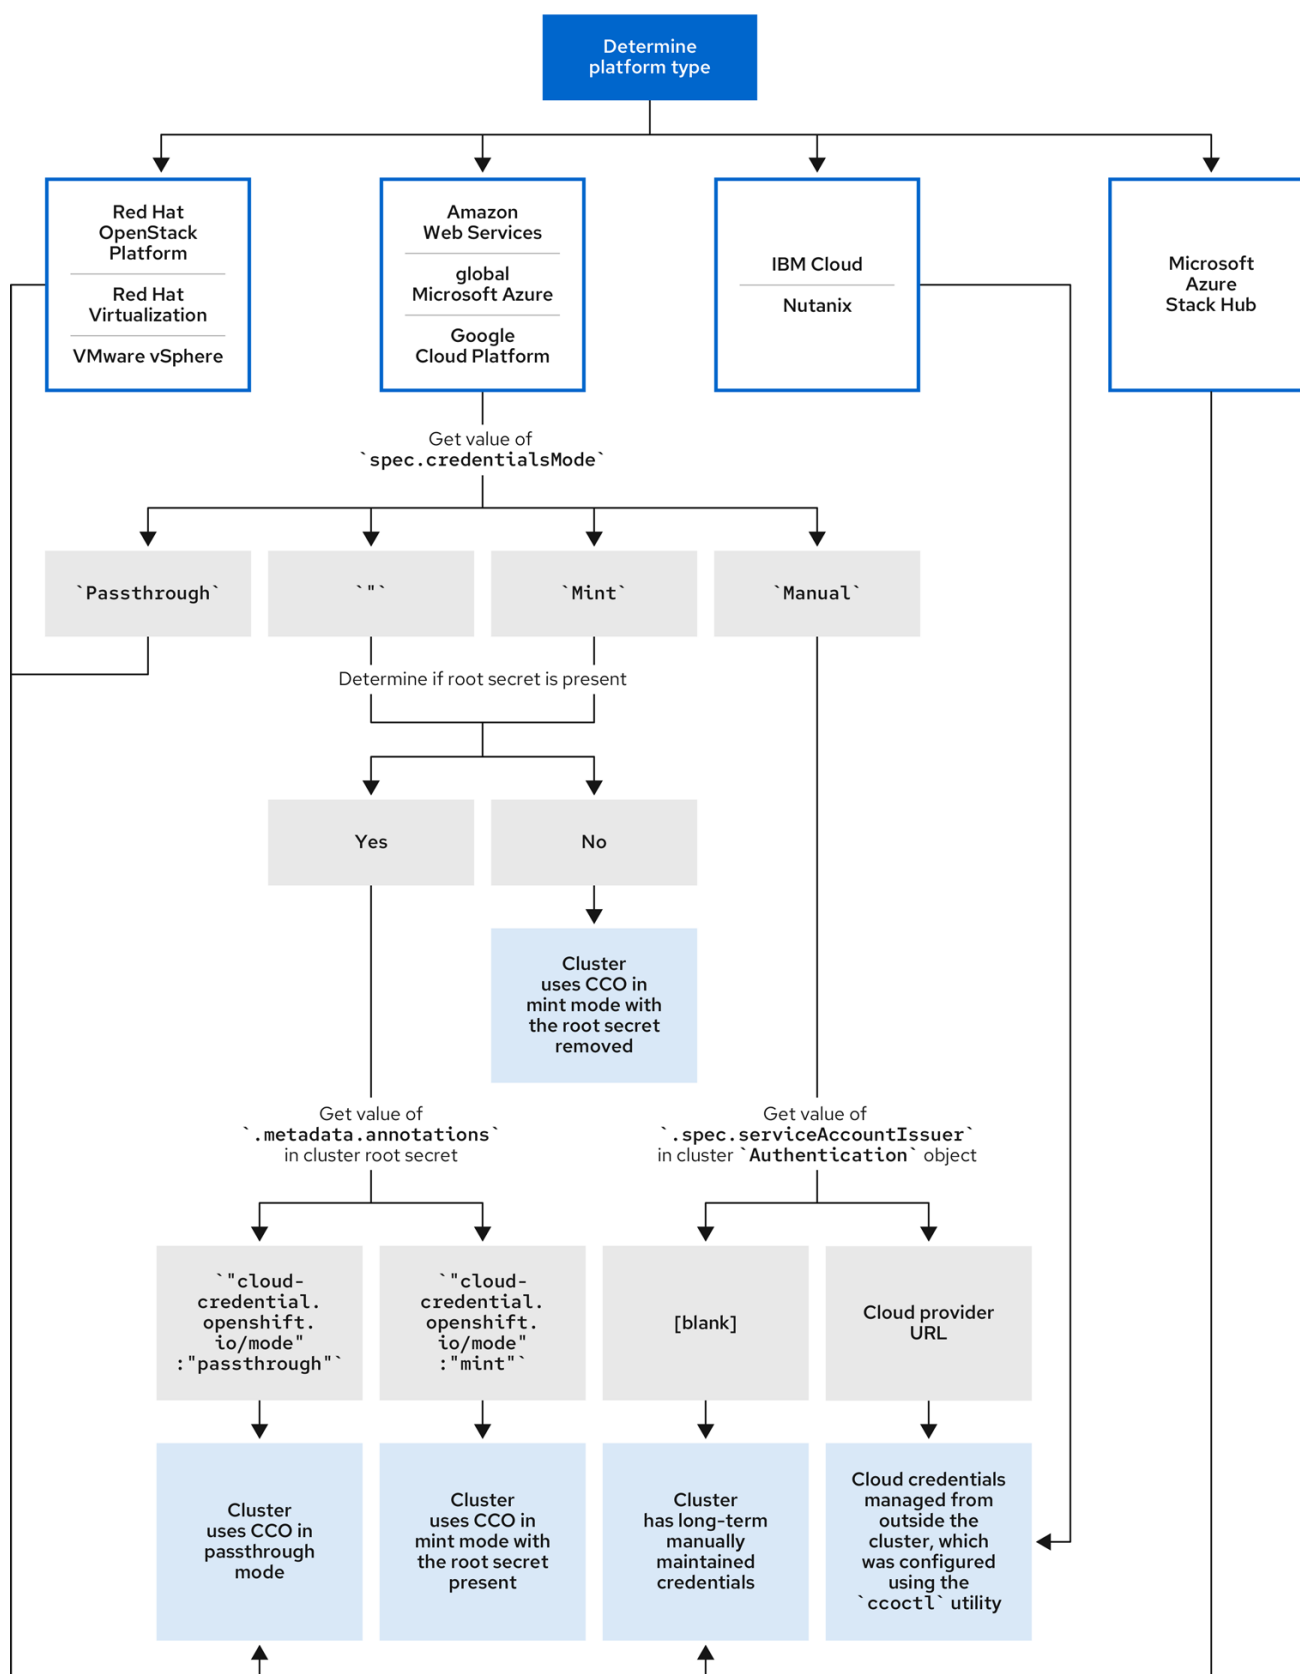 Determine
platform type
Red Hat
OpenStack
Platform
Red Hat
Virtualization
VMware vSphere
Amazon
Web Services
global
Microsoft Azure
Google
Cloud Platform
IBM Cloud
Nutanix
Microsoft
Azure
Stack Hub
Get value of
`spec.credentialsMode`
`Passthrough`
`"`
`Mint`
`Manual`
Determine if root secret is present
Yes
No
Cluster
uses CCO in
mint mode with
the root secret
removed
Get value of
`.metadata.annotations`
in cluster root secret
Get value of
`.spec.serviceAccountIssuer`
in cluster `Authentication` object
`"cloud-
credential.
openshift.
io/mode"
:"passthrough"`
`"cloud-
credential.
openshift.
io/mode"
:"mint"`
[blank]
Cloud provider
URL
Cluster
uses CCO in
passthrough
mode
Cluster
uses CCO in
mint mode with
the root secret
present
Cluster
has long-term
manually
maintained
credentials
Cloud credentials
managed from
outside the
cluster, which
was configured
using the
`ccoctl` utility